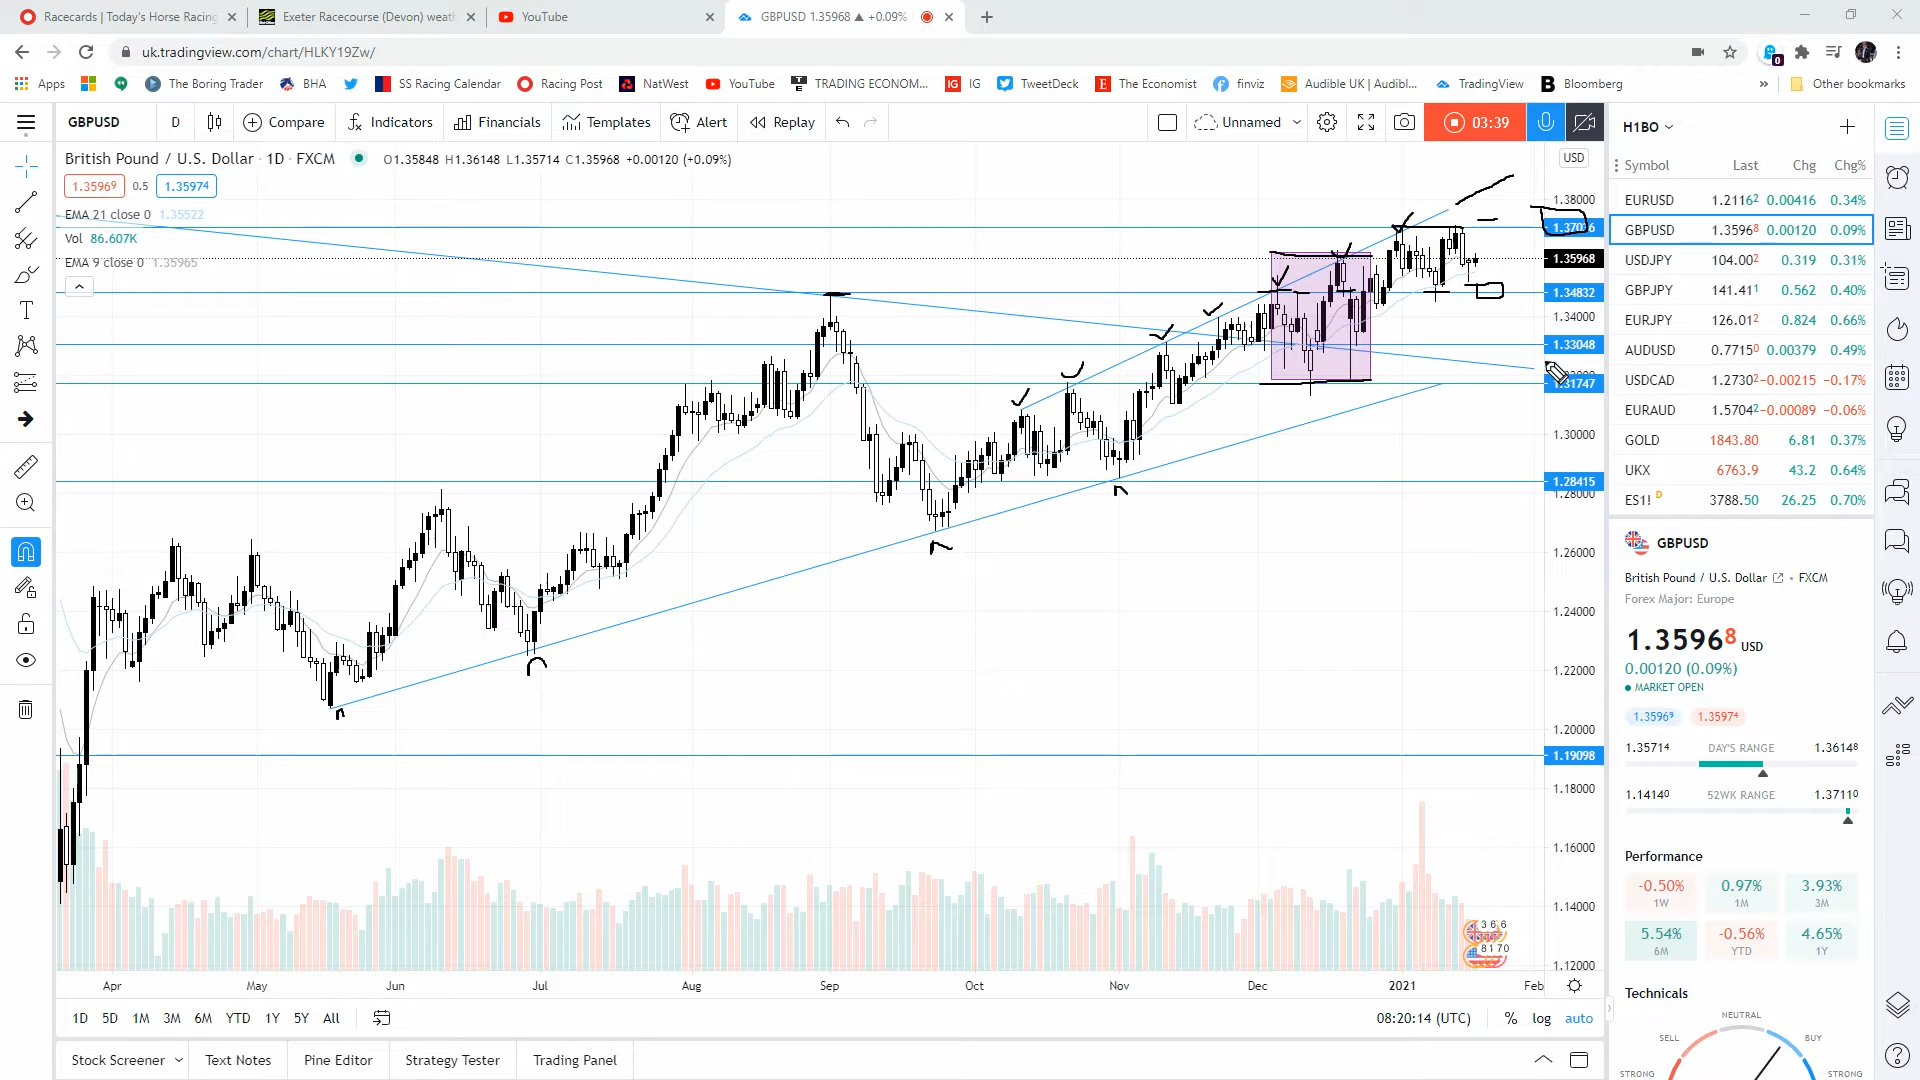 Racecards | Today's Horse Racing
Exeter Racecourse (Devon) weat
YouTube
GBPUSD 1.35968 ▲ +0.09%
uk.tradingview.com/chart/HLKY19Zw/
Apps
The Boring Trader
BHA
SS Racing Calendar
Racing Post
NatWest
YouTube
TRADING ECONOM...
IG IG
TweetDeck
E The Economist
finviz
Audible UK | Audibl...
TradingView
B Bloomberg
» Other bookmarks
GBPUSD
D
Compare
Indicators
Financials
Templates
Alert
Replay
Unnamed
03:39
British Pound / U.S. Dollar · 1D · FXCM
O1.35848 H1.36148 L1.35714 C1.35968 +0.00120 (+0.09%)
1.35969 0.5 1.35974
EMA 21 close 0 1.35522
Vol 86.607K
EMA 9 close 0 1.35965
USD
1.38000
1.35968
1.34832
1.34000
1.33048
1.31747
1.30000
1.28415
1.28000
1.26000
1.24000
1.22000
1.20000
1.19098
1.18000
1.16000
1.14000
1.12000
3 6 6
8 1 70
Apr May Jun Jul Aug Sep Oct Nov Dec 2021 Feb
1D 5D 1M 3M 6M YTD 1Y 5Y All
08:20:14 (UTC) % log auto
Stock Screener
Text Notes
Pine Editor
Strategy Tester
Trading Panel
H1BO
Symbol Last Chg Chg%
EURUSD 1.21162 0.00416 0.34%
GBPUSD 1.35968 0.00120 0.09%
USDJPY 104.002 0.319 0.31%
GBPJPY 141.411 0.562 0.40%
EURJPY 126.012 0.824 0.66%
AUDUSD 0.77150 0.00379 0.49%
USDCAD 1.27302 −0.00215 −0.17%
EURAUD 1.57042 −0.00089 −0.06%
GOLD 1843.80 6.81 0.37%
UKX 6763.9 43.2 0.64%
ES1! D 3788.50 26.25 0.70%
GBPUSD
British Pound / U.S. Dollar • FXCM
Forex Major: Europe
1.35968 USD
0.00120 (0.09%)
MARKET OPEN
1.35969 1.35974
1.35714 DAY'S RANGE 1.36148
1.14140 52WK RANGE 1.37110
Performance
-0.50% 0.97% 3.93%
1W 1M 3M
5.54% -0.56% 4.65%
6M YTD 1Y
Technicals
NEUTRAL
SELL BUY
STRONG STRONG